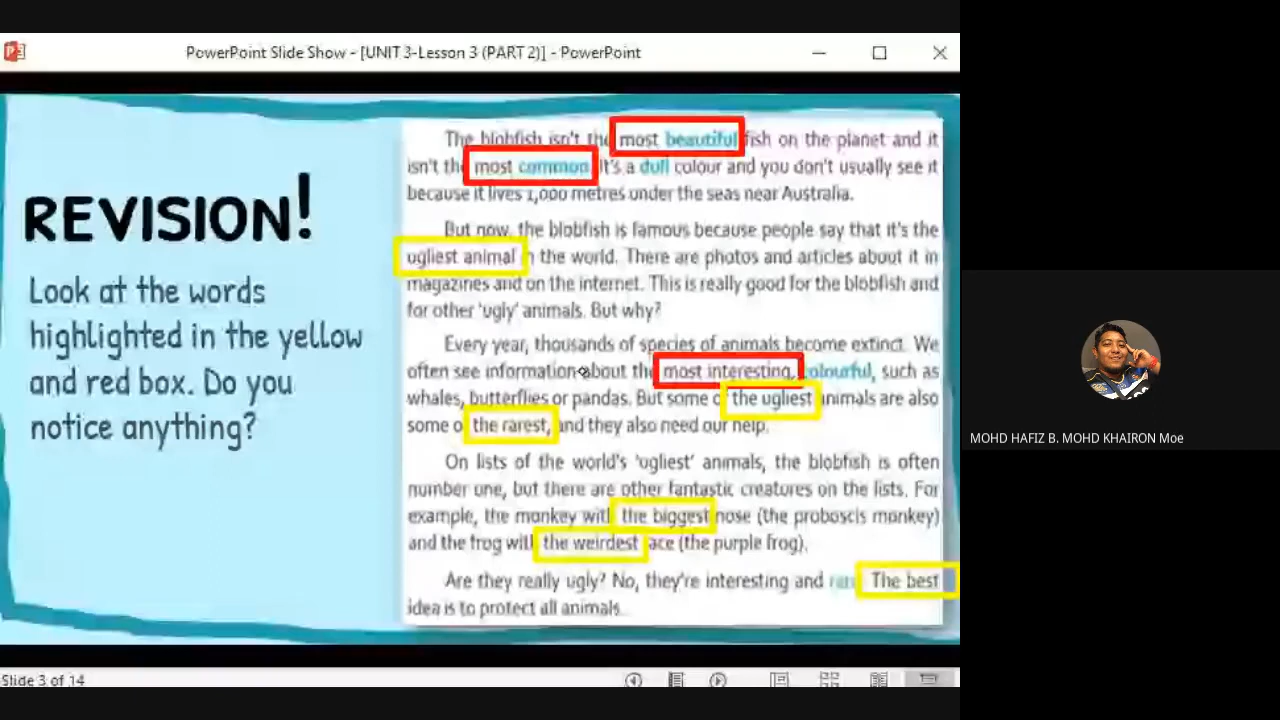 PowerPoint Slide Show - [UNIT 3-Lesson 3 (PART 2)] - PowerPoint
REVISION!
Look at the words
highlighted in the yellow
and red box. Do you
notice anything?
The blobfish isn't the most beautiful fish on the planet and it
isn't the most common. It's a dull colour and you don't usually see it
because it lives 1,000 metres under the seas near Australia.
But now, the blobfish is famous because people say that it's the
ugliest animal in the world. There are photos and articles about it in
magazines and on the internet. This is really good for the blobfish and
for other 'ugly' animals. But why?
Every year, thousands of species of animals become extinct. We
often see information about the most interesting, colourful, such as
whales, butterflies or pandas. But some of the ugliest animals are also
some of the rarest, and they also need our help.
On lists of the world's 'ugliest' animals, the blobfish is often
number one, but there are other fantastic creatures on the lists. For
example, the monkey with the biggest nose (the proboscis monkey)
and the frog with the weirdest face (the purple frog).
Are they really ugly? No, they're interesting and rare. The best
idea is to protect all animals.
MOHD HAFIZ B. MOHD KHAIRON Moe
Slide 3 of 14